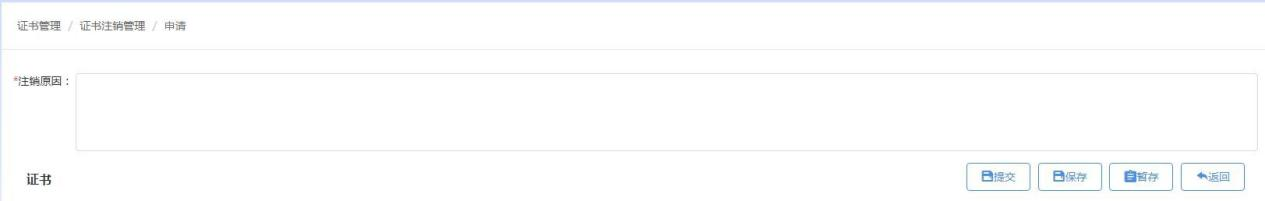 证书管理 / 证书注销管理 / 申请
*注销原因：
证书 提交 保存 暂存 返回